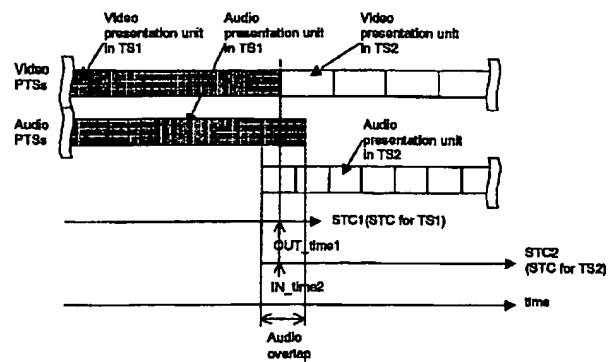 Video
presentation unit
in TS1
Audio
presentation unit
in TS1
Video
presentation unit
in TS2
Video
PTSs
Audio
PTSs
Audio
presentation unit
in TS2
STC1(STC for TS1)
OUT_time1
STC2
(STC for TS2)
IN_time2
time
Audio
overlap